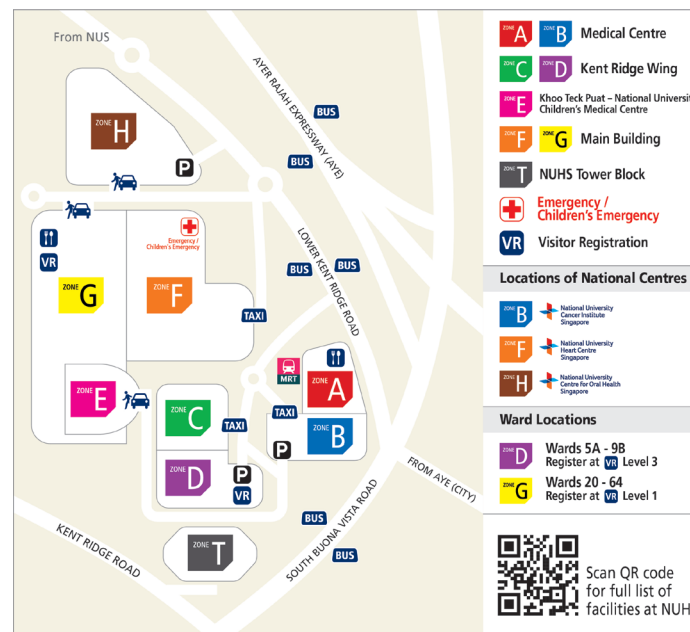 From NUS
AYER RAJAH EXPRESSWAY (AYE)
BUS
BUS
ZONE H
P
Emergency /
Children's Emergency
LOWER KENT RIDGE ROAD
BUS
BUS
VR
ZONE G
ZONE F
TAXI
MRT
ZONE A
ZONE E
ZONE C
TAXI
TAXI
ZONE B
P
ZONE D
P
VR
FROM AYE (CITY)
SOUTH BUONA VISTA ROAD
BUS
BUS
KENT RIDGE ROAD
ZONE T
ZONE A ZONE B Medical Centre
ZONE C ZONE D Kent Ridge Wing
ZONE E Khoo Teck Puat – National Universi
Children's Medical Centre
ZONE F ZONE G Main Building
ZONE T NUHS Tower Block
Emergency /
Children's Emergency
VR Visitor Registration
Locations of National Centres
ZONE B National University
Cancer Institute
Singapore
ZONE F National University
Heart Centre
Singapore
ZONE H National University
Centre for Oral Health
Singapore
Ward Locations
ZONE D Wards 5A - 9B
Register at VR Level 3
ZONE G Wards 20 - 64
Register at VR Level 1
Scan QR code
for full list of
facilities at NUH